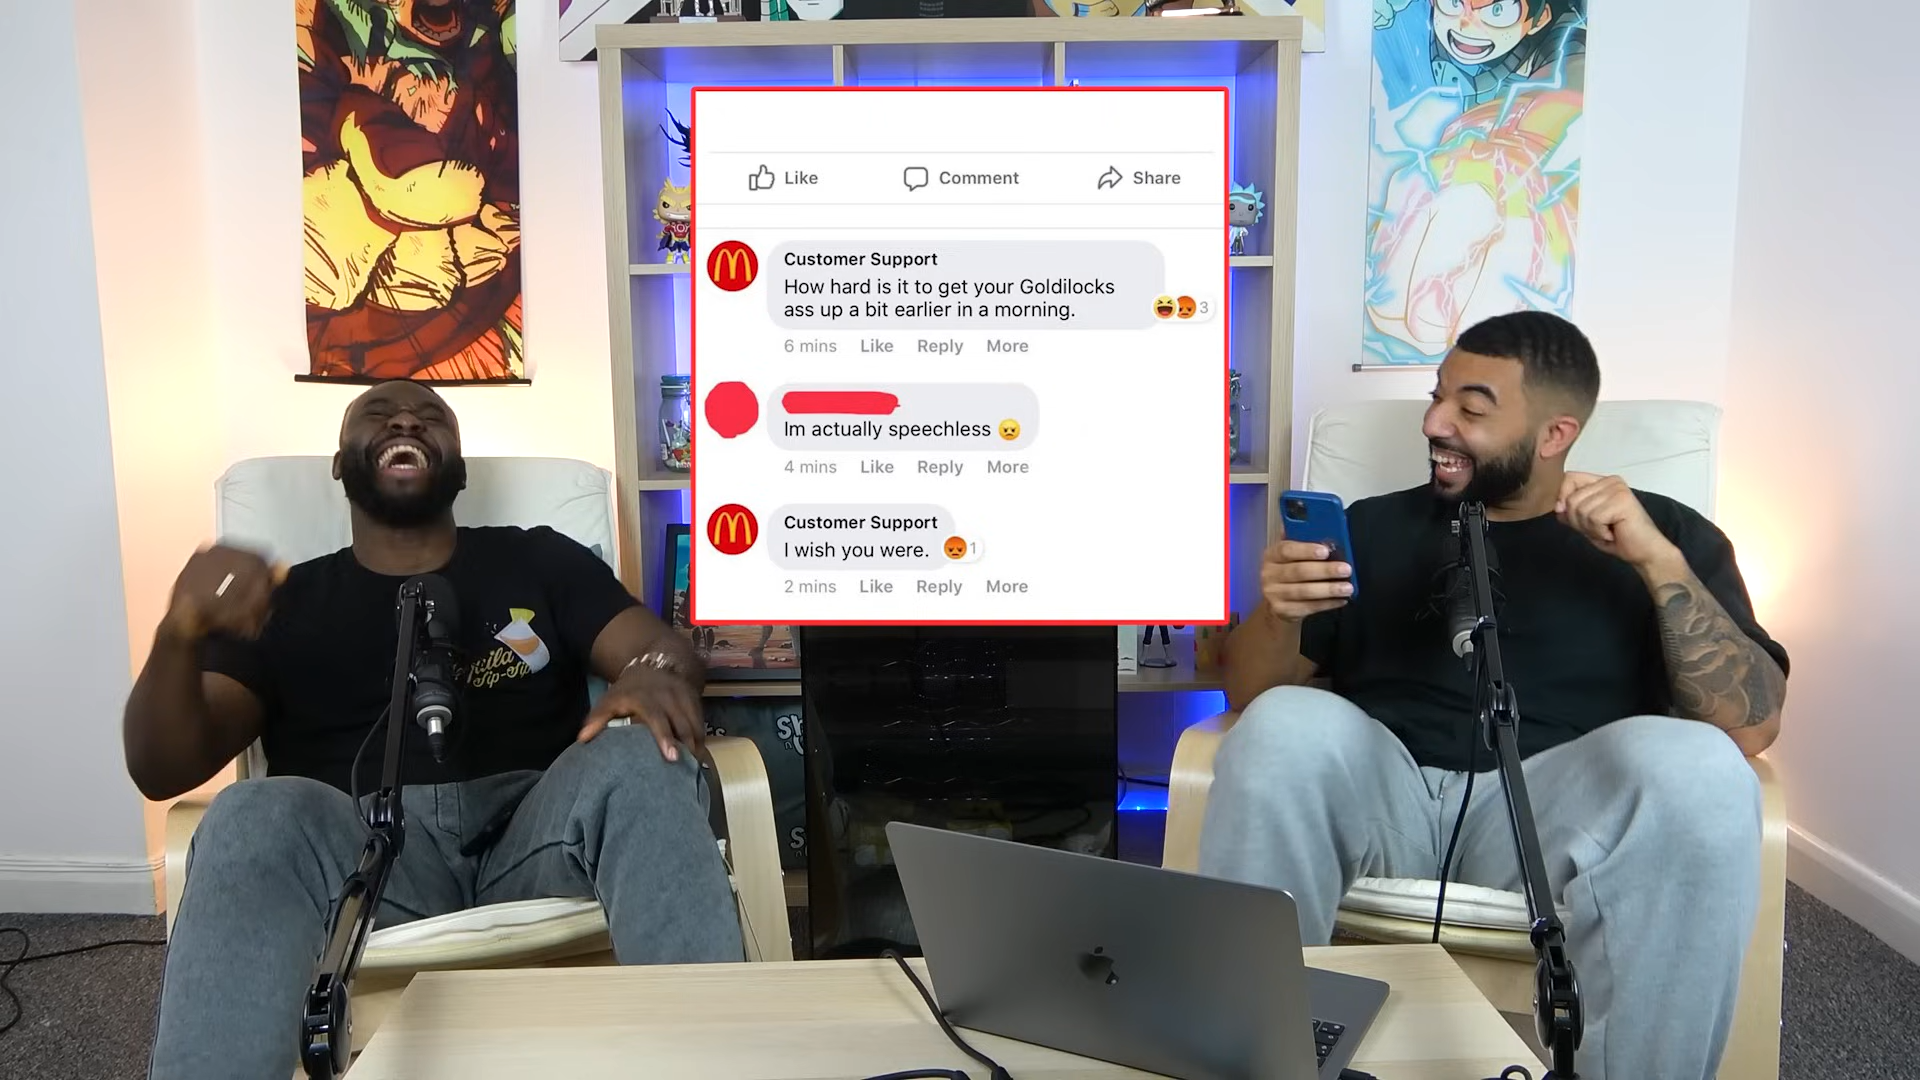 Like Comment Share
Customer Support
How hard is it to get your Goldilocks
ass up a bit earlier in a morning.
3
6 mins Like Reply More
Im actually speechless
4 mins Like Reply More
Customer Support
I wish you were.
1
2 mins Like Reply More